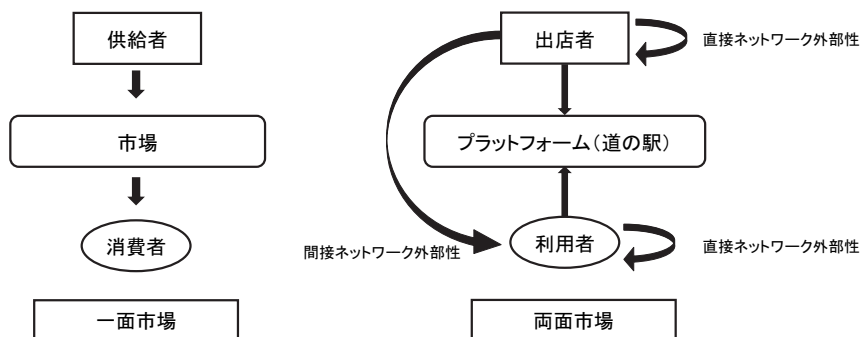 供給者
市場
消費者
一面市場
出店者
直接ネットワーク外部性
プラットフォーム（道の駅）
利用者
間接ネットワーク外部性
直接ネットワーク外部性
両面市場